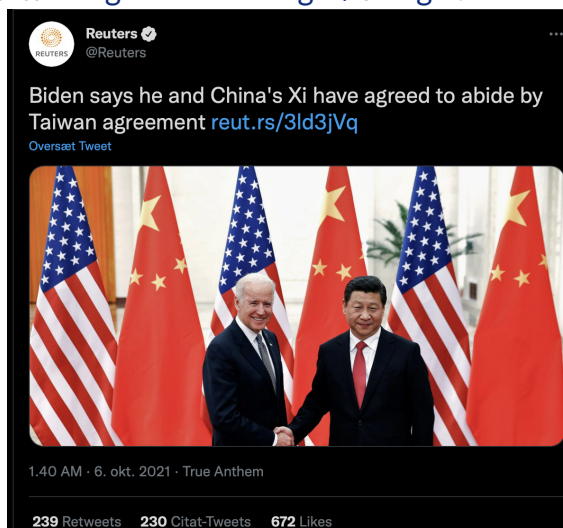 Reuters
REUTERS
@Reuters
Biden says he and China's Xi have agreed to abide by
Taiwan agreement reut.rs/3ld3jVq
Oversæt Tweet
1.40 AM · 6. okt. 2021 · True Anthem
239 Retweets 230 Citat-Tweets 672 Likes